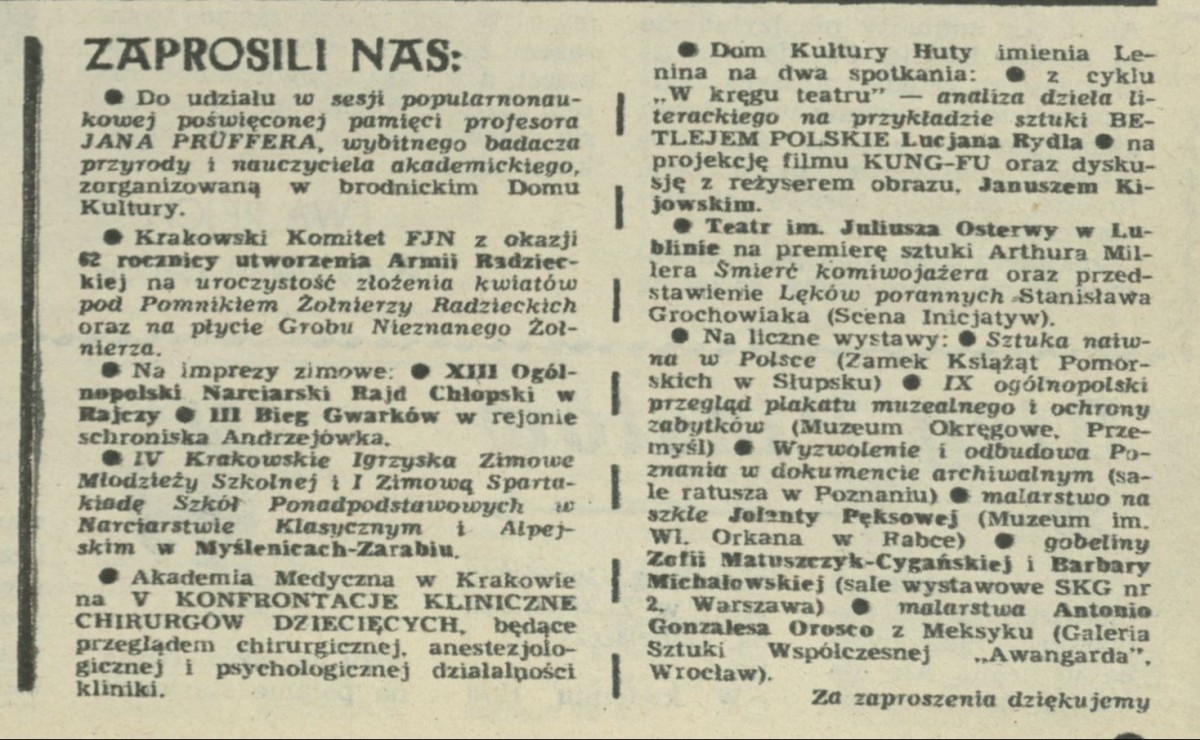 ZAPROSILI NAS:
● Do udziału w sesji popularnonau-
kowej poświęconej pamięci profesora
JANA PRÜFFERA, wybitnego badacza
przyrody i nauczyciela akademickiego,
zorganizowaną w brodnickim Domu
Kultury.
● Krakowski Komitet FJN z okazji
62 rocznicy utworzenia Armii Radziec-
kiej na uroczystość złożenia kwiatów
pod Pomnikiem Żołnierzy Radzieckich
oraz na płycie Grobu Nieznanego Żoł-
nierza.
● Na imprezy zimowe: ● XIII Ogól-
nopolski Narciarski Rajd Chłopski w
Rajczy ● III Bieg Gwarków w rejonie
schroniska Andrzejówka.
● IV Krakowskie Igrzyska Zimowe
Młodzieży Szkolnej i I Zimową Sparta-
kiadę Szkół Ponadpodstawowych w
Narciarstwie Klasycznym i Alpej-
skim w Myślenicach-Zarabiu.
● Akademia Medyczna w Krakowie
na V KONFRONTACJE KLINICZNE
CHIRURGÓW DZIECIĘCYCH, będące
przeglądem chirurgicznej, anestezjolo-
gicznej i psychologicznej działalności
kliniki.
● Dom Kultury Huty imienia Le-
nina na dwa spotkania: ● z cyklu
„W kręgu teatru” — analiza dzieła li-
terackiego na przykładzie sztuki BE-
TLEJEM POLSKIE Lucjana Rydla ● na
projekcję filmu KUNG-FU oraz dysku-
sję z reżyserem obrazu, Januszem Ki-
jowskim.
● Teatr im. Juliusza Osterwy w Lu-
blinie na premierę sztuki Arthura Mil-
lera Śmierć komiwojażera oraz przed-
stawienie Lęków porannych Stanisława
Grochowiaka (Scena Inicjatyw).
● Na liczne wystawy: ● Sztuka naiw-
na w Polsce (Zamek Książąt Pomor-
skich w Słupsku) ● IX ogólnopolski
przegląd plakatu muzealnego i ochrony
zabytków (Muzeum Okręgowe, Prze-
myśl) ● Wyzwolenie i odbudowa Po-
znania w dokumencie archiwalnym (sa-
le ratusza w Poznaniu) ● malarstwo na
szkle Jolanty Pęksowej (Muzeum im.
Wł. Orkana w Rabce) ● gobeliny
Zofii Matuszczyk-Cygańskiej i Barbary
Michałowskiej (sale wystawowe SKG nr
2, Warszawa) ● malarstwa Antonio
Gonzalesa Orosco z Meksyku (Galeria
Sztuki Współczesnej „Awangarda”,
Wrocław).
Za zaproszenia dziękujemy